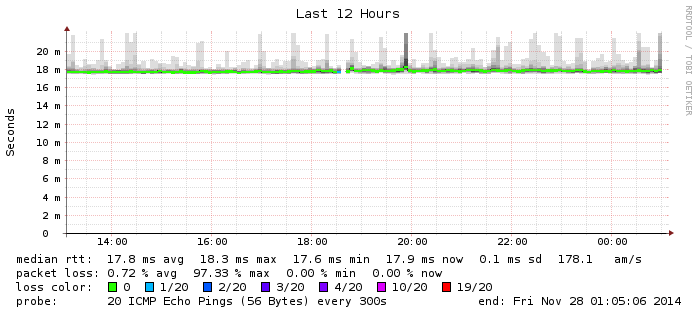 Last 12 Hours
RRDTOOL / TOBI OETIKER
Seconds
20 m
18 m
16 m
14 m
12 m
10 m
8 m
6 m
4 m
2 m
0
14:00 16:00 18:00 20:00 22:00 00:00
median rtt: 17.8 ms avg 18.3 ms max 17.6 ms min 17.9 ms now 0.1 ms sd 178.1 am/s
packet loss: 0.72 % avg 97.33 % max 0.00 % min 0.00 % now
loss color: 0 1/20 2/20 3/20 4/20 10/20 19/20
probe: 20 ICMP Echo Pings (56 Bytes) every 300s end: Fri Nov 28 01:05:06 2014